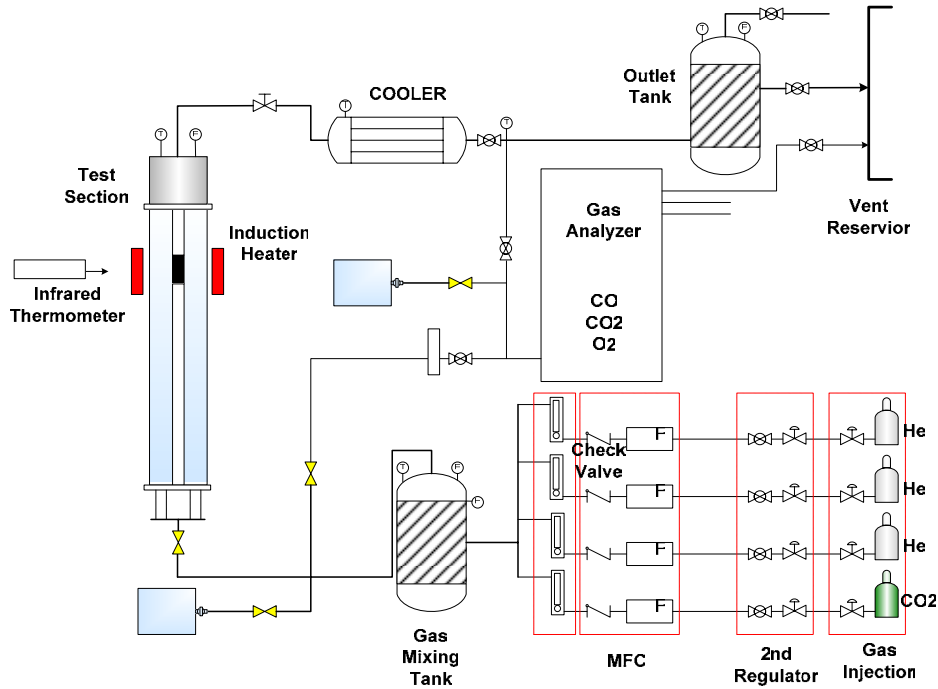 T
F
Outlet
Tank
COOLER
T
T
T
F
Test
Section
Gas
Analyzer
Vent
Reservior
Induction
Heater
Infrared
Thermometer
CO
CO2
O2
F
He
Check
Valve
T
F
F
F
He
F
He
F
CO2
Gas
Mixing
Tank
MFC
2nd
Regulator
Gas
Injection